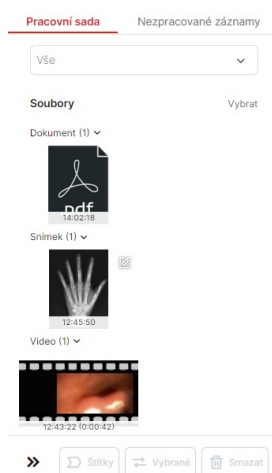 Pracovní sada Nezpracované záznamy
Vše
Soubory Vybrat
Dokument (1)
pdf
14:02:18
Snímek (1)
12:45:50
Video (1)
12:43:22 (0:00:42)
Štítky Vybrané Smazat